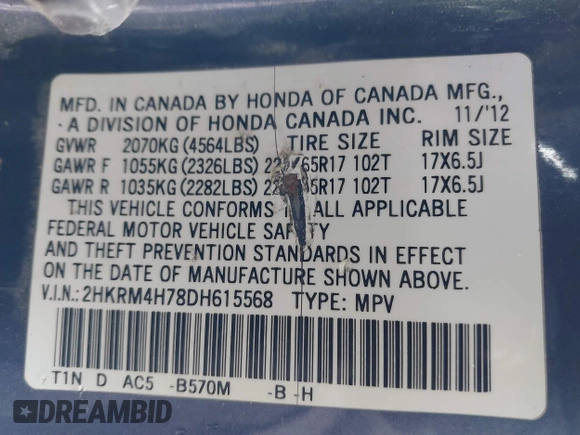 MFD. IN CANADA BY HONDA OF CANADA MFG.,
A DIVISION OF HONDA CANADA INC. 11/'12
GVWR 2070KG (4564LBS) TIRE SIZE RIM SIZE
GAWR F 1055KG (2326LBS) 65R17 102T 17X6.5J
GAWR R 1035KG (2282LBS) 102T 17X6.5J
THIS VEHICLE CONFORMS ALL APPLICABLE
FEDERAL MOTOR VEHICLE SAFETY
AND THEFT PREVENTION STANDARDS IN EFFECT
ON THE DATE OF MANUFACTURE SHOWN ABOVE.
V.I.N.: 2HKRM4H78DH615568 TYPE: MPV
T1N D AC5 -B570M -B -H
DREAMBID